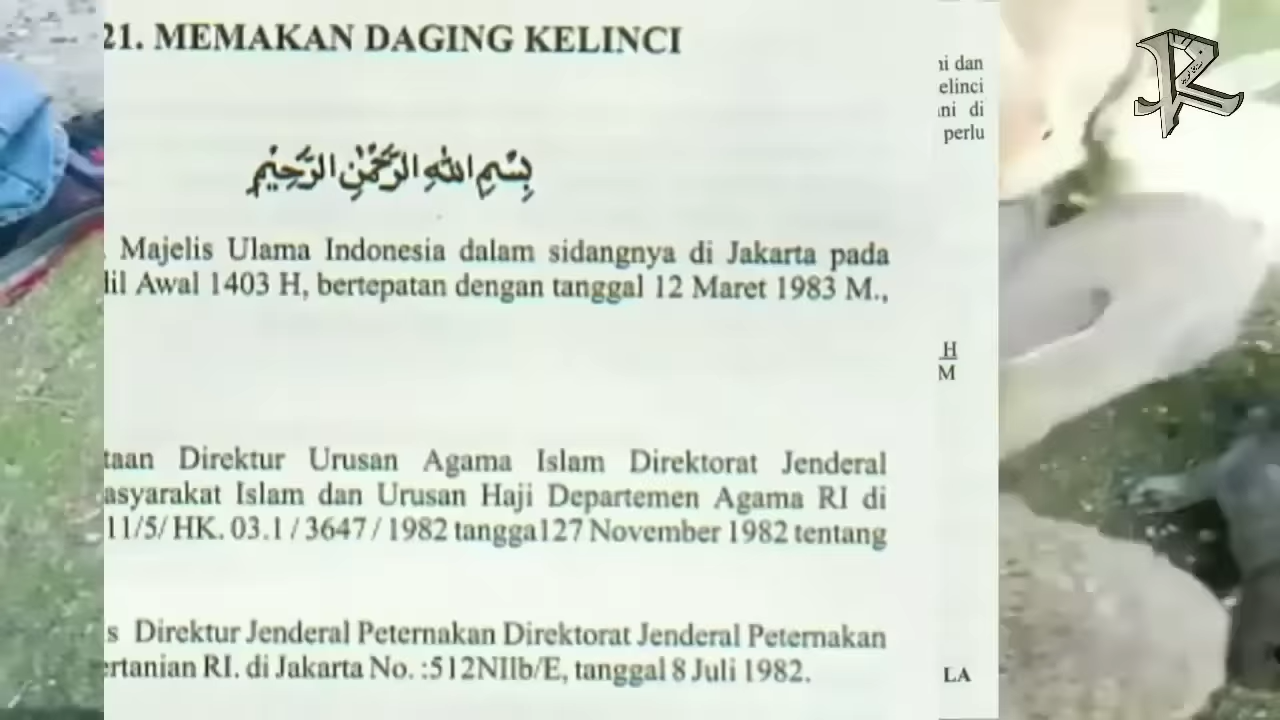 21. MEMAKAN DAGING KELINCI
بِسْمِ اللهِ الرَّحْمٰنِ الرَّحِيْمِ
Majelis Ulama Indonesia dalam sidangnya di Jakarta pada
lil Awal 1403 H, bertepatan dengan tanggal 12 Maret 1983 M.,
taan Direktur Urusan Agama Islam Direktorat Jenderal
asyarakat Islam dan Urusan Haji Departemen Agama RI di
11/5/ HK. 03.1 / 3647 / 1982 tangga127 November 1982 tentang
s Direktur Jenderal Peternakan Direktorat Jenderal Peternakan
ertanian RI. di Jakarta No. :512NIIb/E, tanggal 8 Juli 1982.
ni dan
elinci
ani di
perlu
H
M
LA